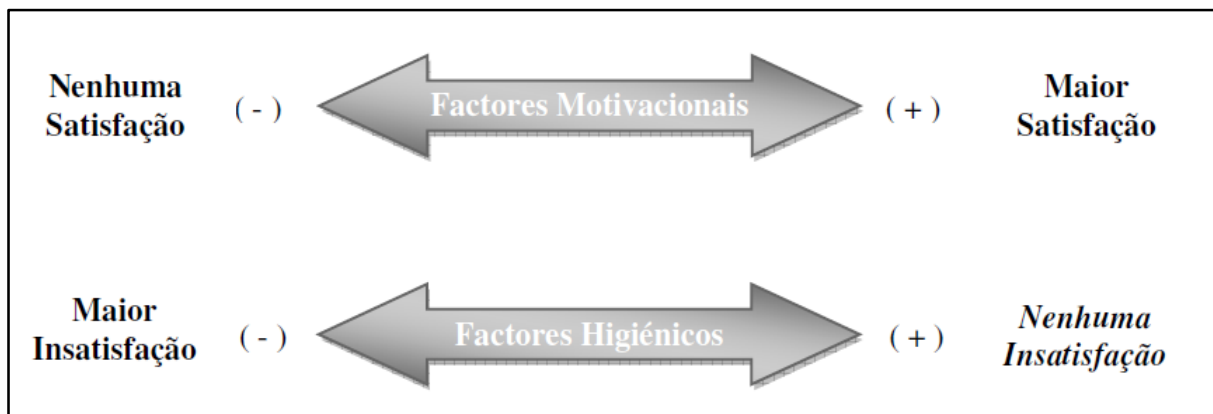 Nenhuma
Satisfação
( - )
Factores Motivacionais
( + )
Maior
Satisfação
Maior
Insatisfação
( - )
Factores Higiénicos
( + )
Nenhuma
Insatisfação